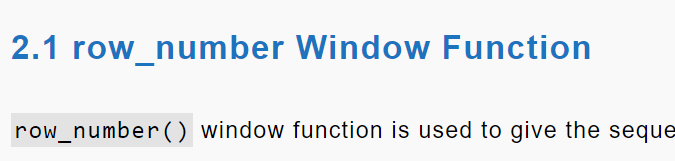 2.1 row_number Window Function
row_number() window function is used to give the seque